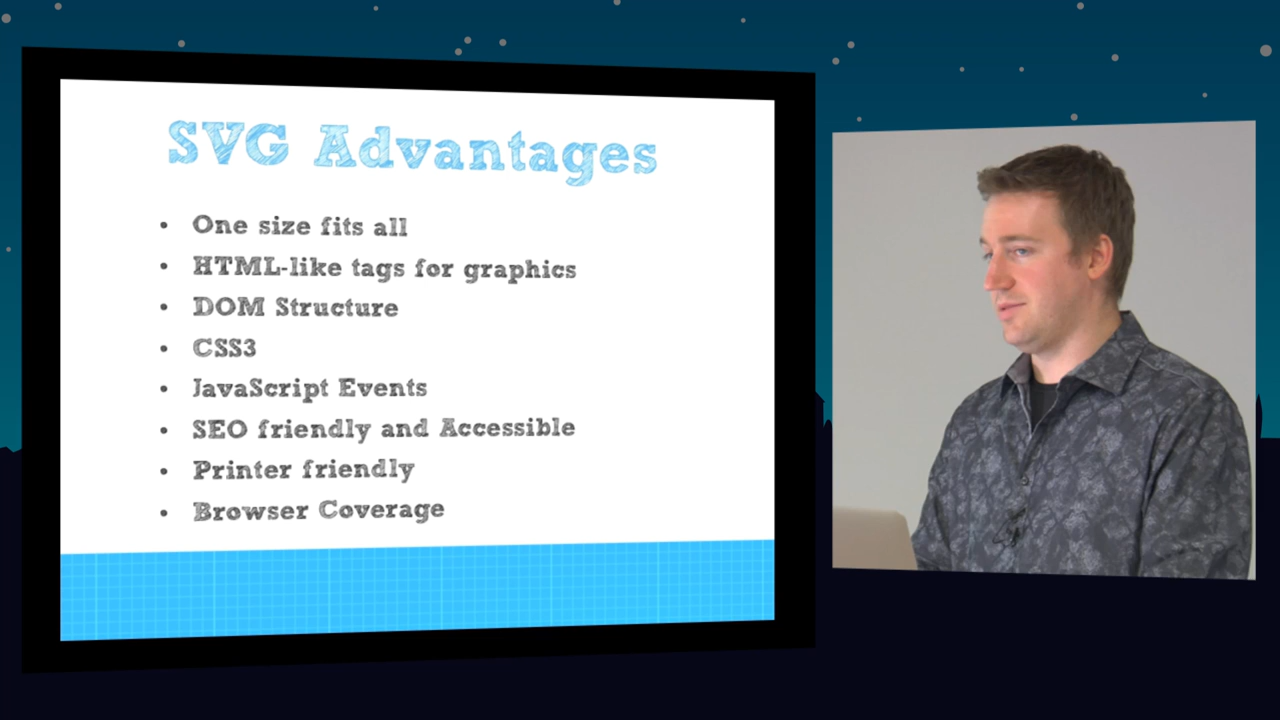 SVG Advantages
• One size fits all
• HTML-like tags for graphics
• DOM Structure
• CSS3
• JavaScript Events
• SEO friendly and Accessible
• Printer friendly
• Browser Coverage